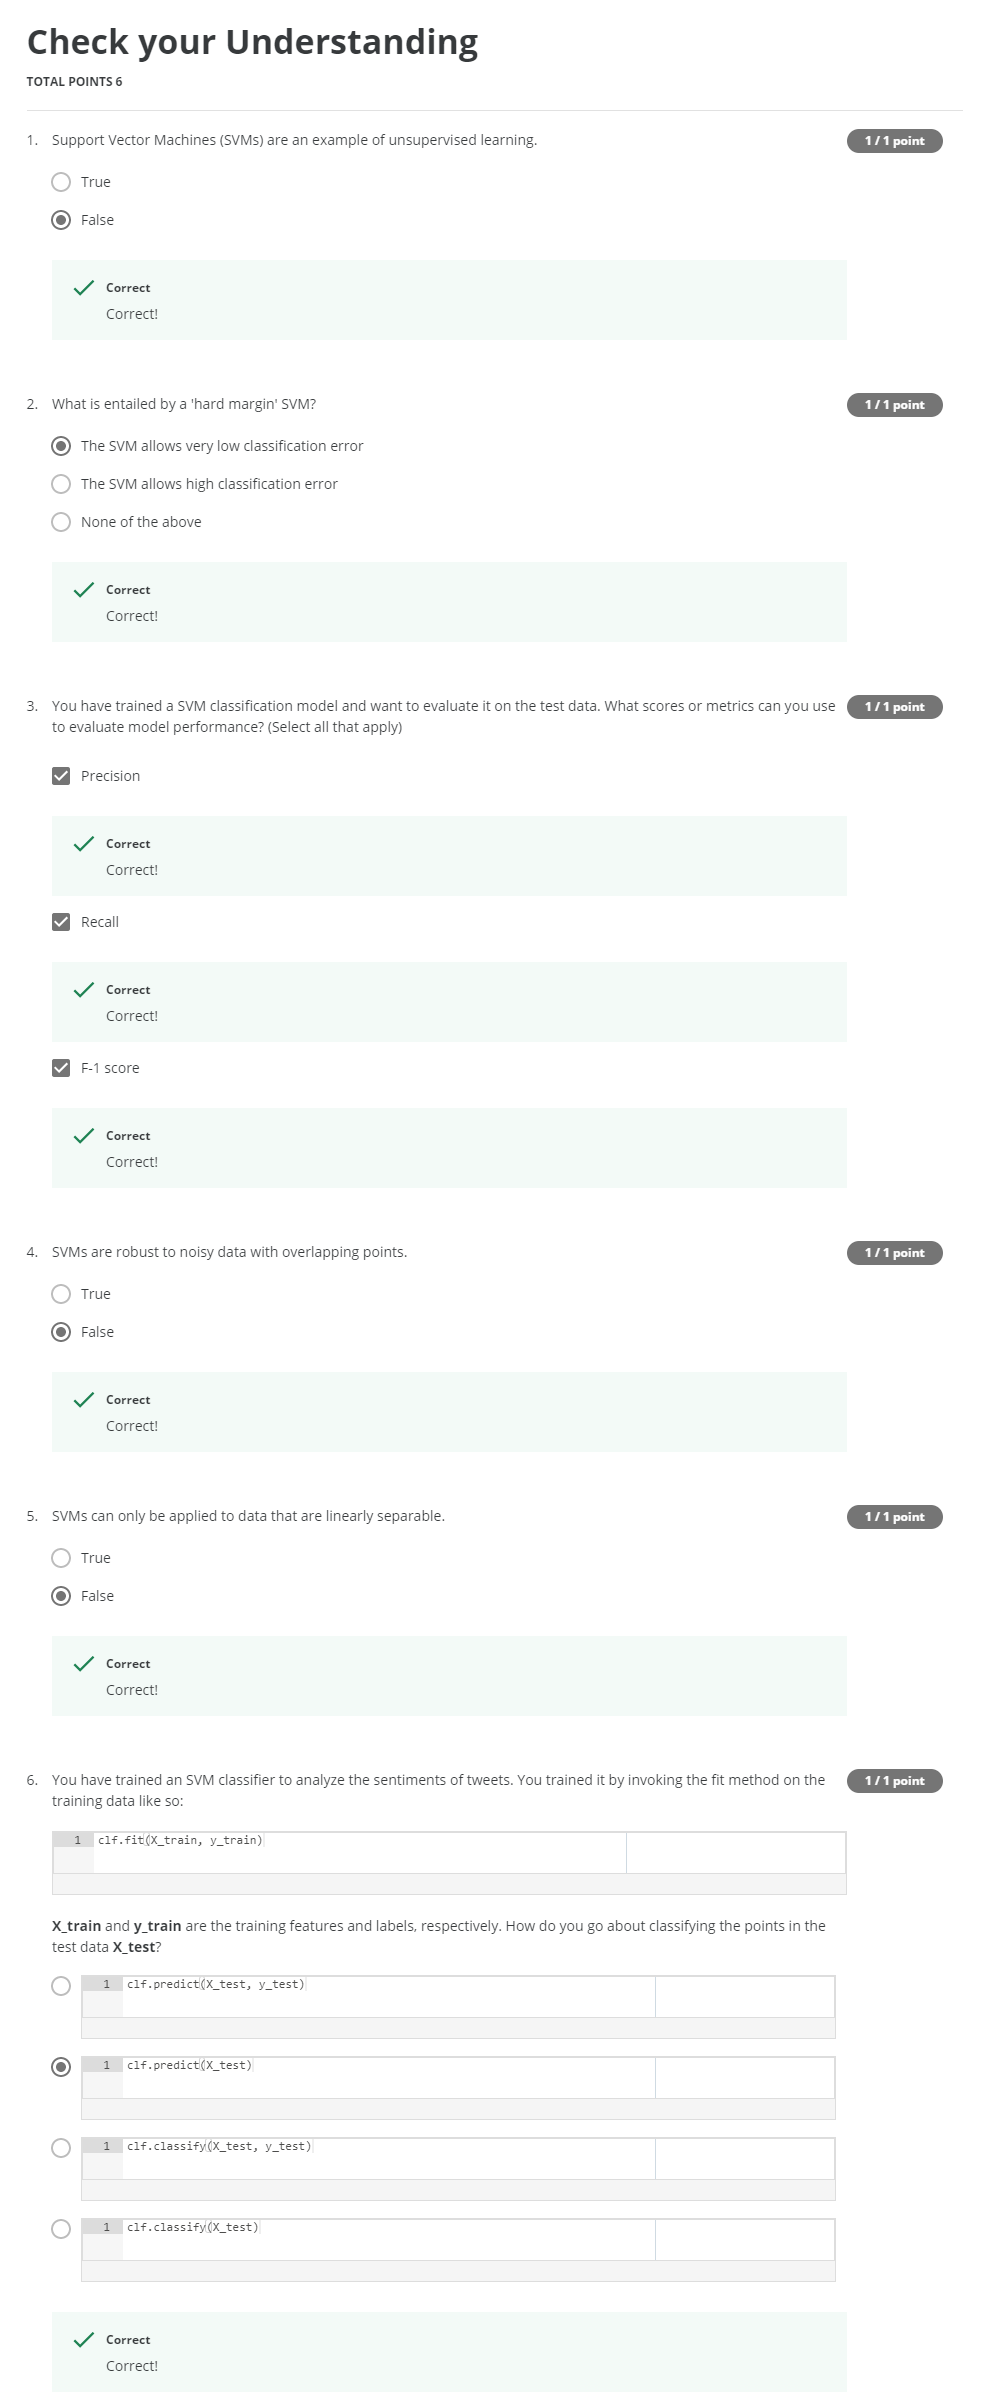 Check your Understanding
TOTAL POINTS 6
1. Support Vector Machines (SVMs) are an example of unsupervised learning.
1 / 1 point
True
False
Correct
Correct!
2. What is entailed by a 'hard margin' SVM?
1 / 1 point
The SVM allows very low classification error
The SVM allows high classification error
None of the above
Correct
Correct!
3. You have trained a SVM classification model and want to evaluate it on the test data. What scores or metrics can you use
1 / 1 point
to evaluate model performance? (Select all that apply)
Precision
Correct
Correct!
Recall
Correct
Correct!
F-1 score
Correct
Correct!
4. SVMs are robust to noisy data with overlapping points.
1 / 1 point
True
False
Correct
Correct!
5. SVMs can only be applied to data that are linearly separable.
1 / 1 point
True
False
Correct
Correct!
6. You have trained an SVM classifier to analyze the sentiments of tweets. You trained it by invoking the fit method on the
1 / 1 point
training data like so:
1 clf.fit(X_train, y_train)
X_train and y_train are the training features and labels, respectively. How do you go about classifying the points in the
test data X_test?
1 clf.predict(X_test, y_test)
1 clf.predict(X_test)
1 clf.classify(X_test, y_test)
1 clf.classify(X_test)
Correct
Correct!